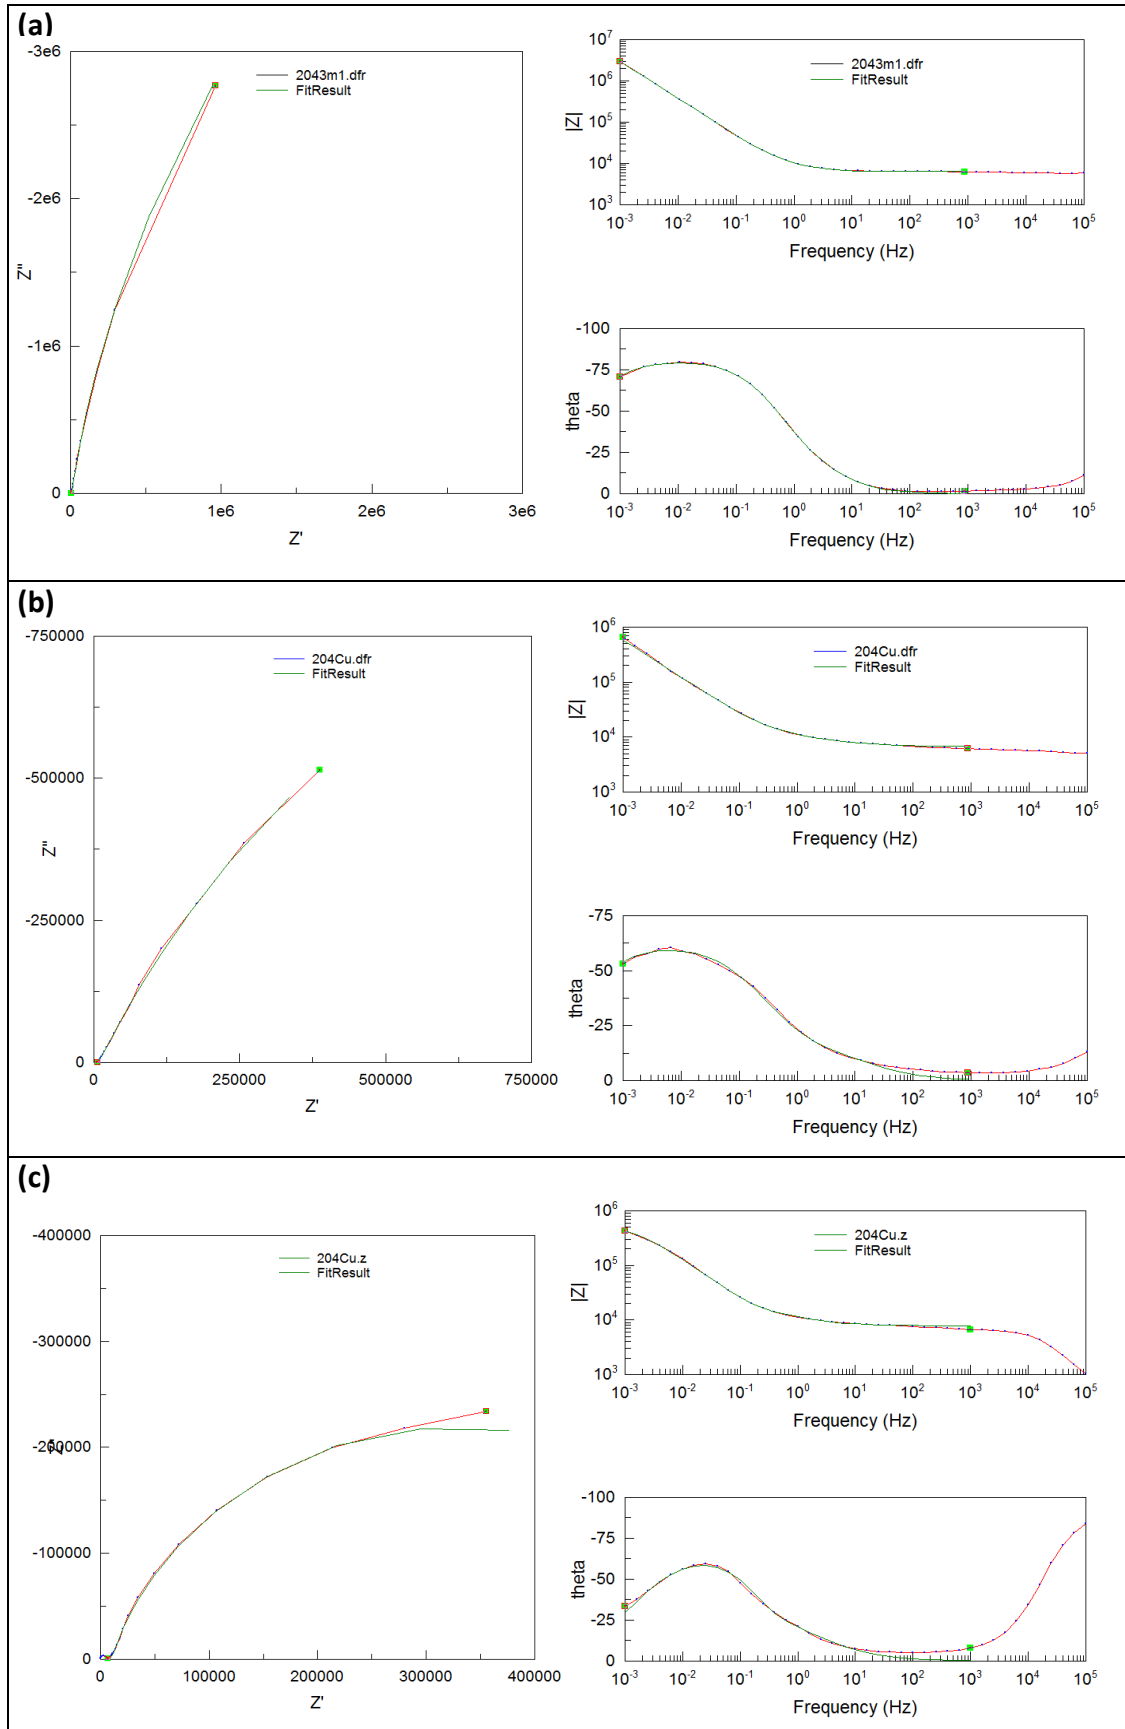 (a)
-3e6
-2e6
-1e6
0
Z''
0
1e6
2e6
3e6
Z'
2043m1.dfr
FitResult
10^7
10^6
10^5
10^4
10^3
|Z|
2043m1.dfr
FitResult
10^-3 10^-2 10^-1 10^0 10^1 10^2 10^3 10^4 10^5
Frequency (Hz)
-100
-75
-50
-25
0
theta
10^-3 10^-2 10^-1 10^0 10^1 10^2 10^3 10^4 10^5
Frequency (Hz)
(b)
-750000
-500000
-250000
0
Z''
0 250000 500000 750000
Z'
204Cu.dfr
FitResult
10^6
10^5
10^4
10^3
|Z|
204Cu.dfr
FitResult
10^-3 10^-2 10^-1 10^0 10^1 10^2 10^3 10^4 10^5
Frequency (Hz)
-75
-50
-25
0
theta
10^-3 10^-2 10^-1 10^0 10^1 10^2 10^3 10^4 10^5
Frequency (Hz)
(c)
-400000
-300000
-200000
-100000
0
0 100000 200000 300000 400000
Z'
204Cu.z
FitResult
10^6
10^5
10^4
10^3
|Z|
204Cu.z
FitResult
10^-3 10^-2 10^-1 10^0 10^1 10^2 10^3 10^4 10^5
Frequency (Hz)
-100
-75
-50
-25
0
theta
10^-3 10^-2 10^-1 10^0 10^1 10^2 10^3 10^4 10^5
Frequency (Hz)